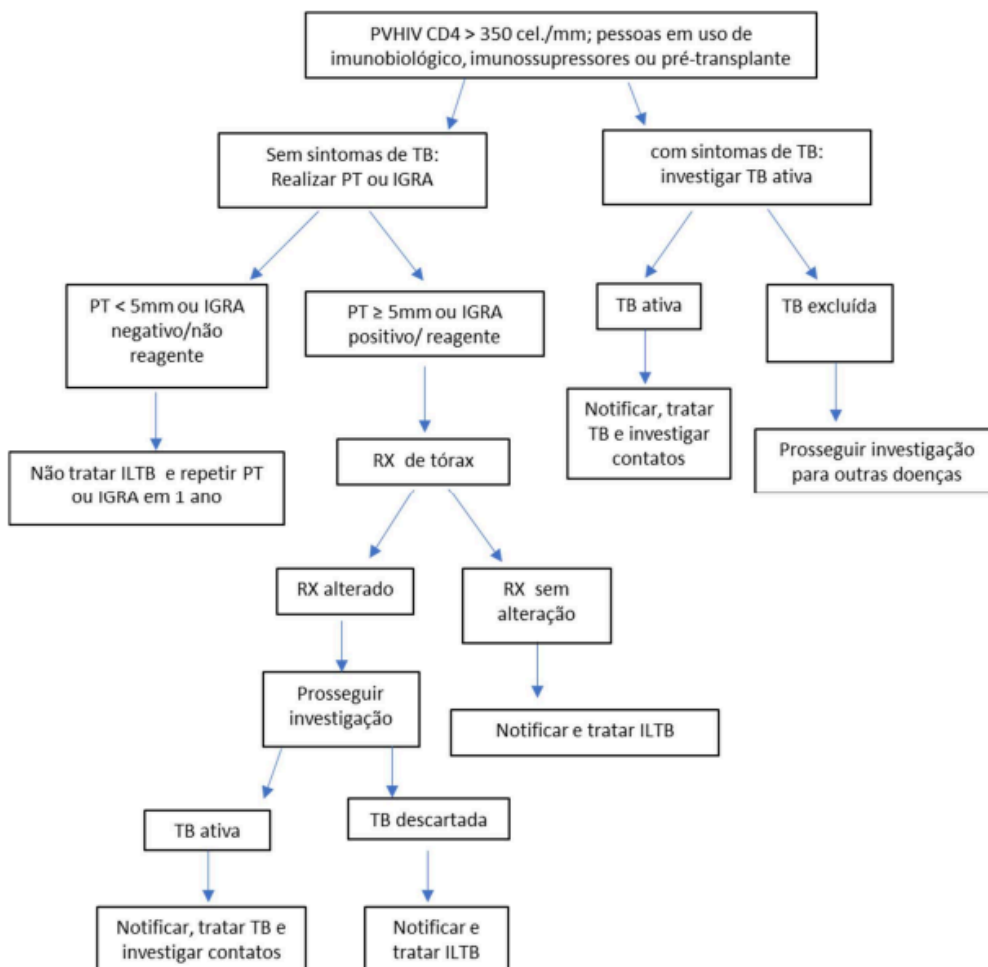 PVHIV CD4 > 350 cel./mm; pessoas em uso de
imunobiológico, imunossupressores ou pré-transplante
Sem sintomas de TB:
Realizar PT ou IGRA
com sintomas de TB:
investigar TB ativa
PT < 5mm ou IGRA
negativo/não
reagente
PT ≥ 5mm ou IGRA
positivo/ reagente
TB ativa
TB excluída
Não tratar ILTB e repetir PT
ou IGRA em 1 ano
RX de tórax
Notificar, tratar
TB e investigar
contatos
Prosseguir investigação
para outras doenças
RX alterado
RX sem
alteração
Prosseguir
investigação
Notificar e tratar ILTB
TB ativa
TB descartada
Notificar, tratar TB e
investigar contatos
Notificar e
tratar ILTB